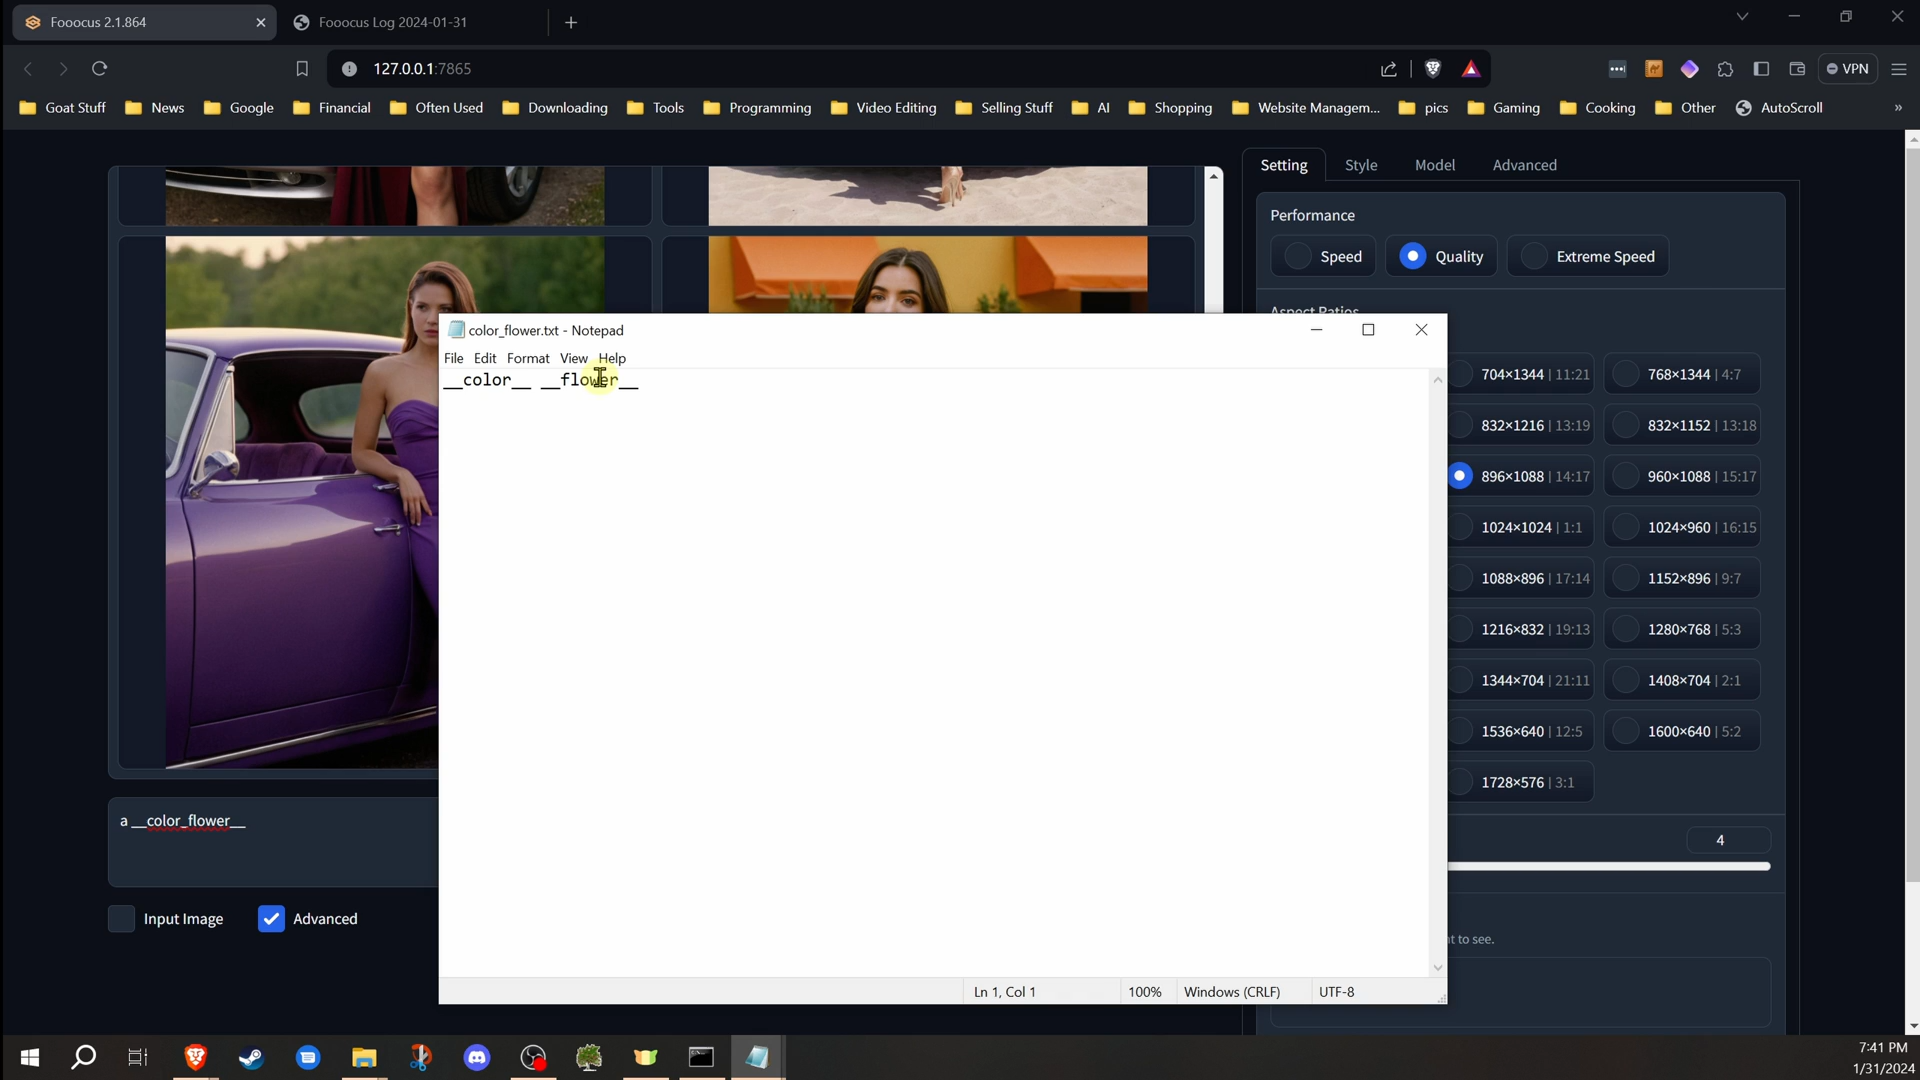 Fooocus 2.1.864
Fooocus Log 2024-01-31
127.0.0.1:7865
VPN
Goat Stuff
News
Google
Financial
Often Used
Downloading
Tools
Programming
Video Editing
Selling Stuff
AI
Shopping
Website Managem...
pics
Gaming
Cooking
Other
AutoScroll
Setting
Style
Model
Advanced
Performance
Speed
Quality
Extreme Speed
Aspect Ratios
color_flower.txt - Notepad
File Edit Format View Help
__color__ __flower__
704×1344 | 11:21
768×1344 | 4:7
832×1216 | 13:19
832×1152 | 13:18
896×1088 | 14:17
960×1088 | 15:17
1024×1024 | 1:1
1024×960 | 16:15
1088×896 | 17:14
1152×896 | 9:7
1216×832 | 19:13
1280×768 | 5:3
1344×704 | 21:11
1408×704 | 2:1
1536×640 | 12:5
1600×640 | 5:2
1728×576 | 3:1
4
a __color_flower__
Input Image
Advanced
to see.
Ln 1, Col 1
100%
Windows (CRLF)
UTF-8
7:41 PM
1/31/2024